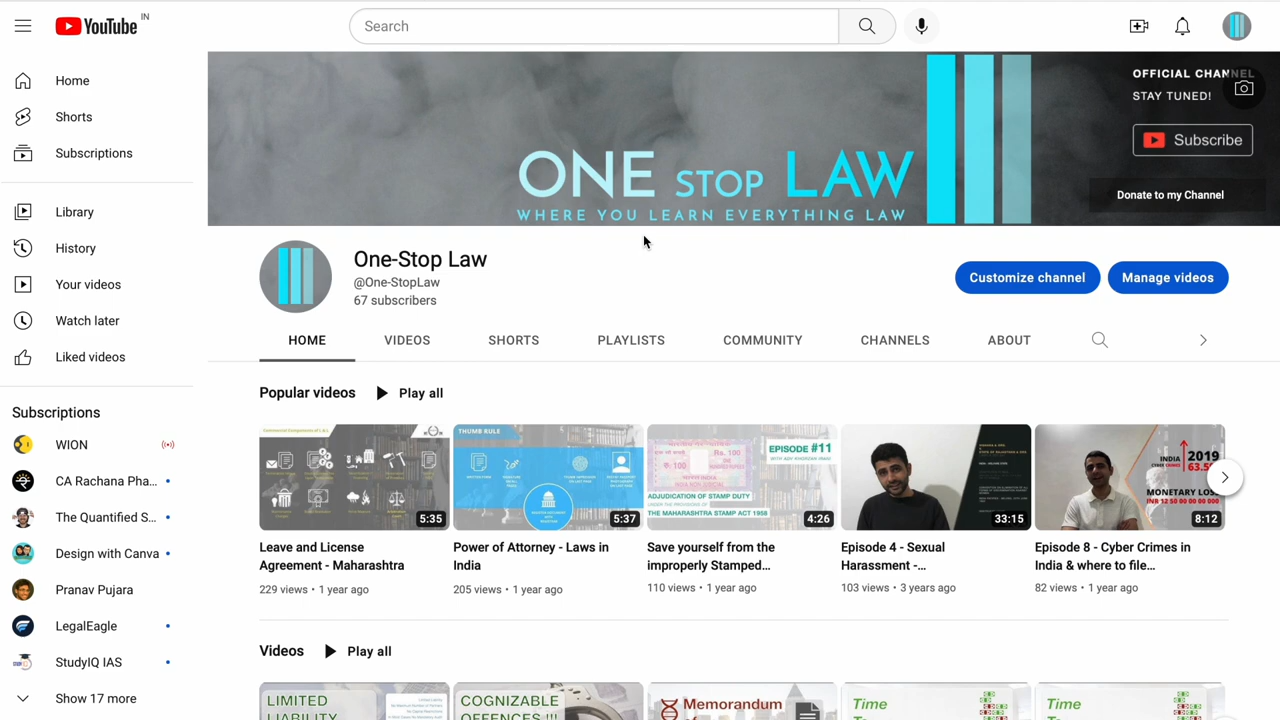 YouTube IN
Search
Home
Shorts
Subscriptions
Library
History
Your videos
Watch later
Liked videos
Subscriptions
WION
CA Rachana Pha...
The Quantified S...
Design with Canva
Pranav Pujara
LegalEagle
StudyIQ IAS
Show 17 more
OFFICIAL CHANNEL
STAY TUNED!
Subscribe
Donate to my Channel
ONE STOP LAW
WHERE YOU LEARN EVERYTHING LAW
One-Stop Law
@One-StopLaw
67 subscribers
Customize channel
Manage videos
HOME VIDEOS SHORTS PLAYLISTS COMMUNITY CHANNELS ABOUT
Popular videos
Play all
Commercial Components of L & L
5:35
Leave and License
Agreement - Maharashtra
229 views • 1 year ago
THUMB RULE
5:37
Power of Attorney - Laws in
India
205 views • 1 year ago
EPISODE #11
Rs. 100
ADJUDICATION OF STAMP DUTY
THE MAHARASHTRA STAMP ACT 1958
4:26
Save yourself from the
improperly Stamped...
110 views • 1 year ago
33:15
Episode 4 - Sexual
Harassment -...
103 views • 3 years ago
INDIA 2019
MONETARY
8:12
Episode 8 - Cyber Crimes in
India & where to file...
82 views • 1 year ago
Videos
Play all
LIMITED
LIABILITY
COGNIZABLE
OFFENCES !!!
Memorandum
Time
Time